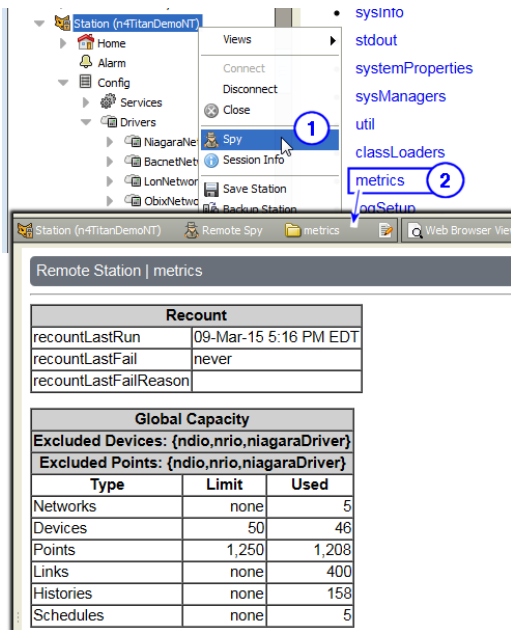 Station (n4TitanDemoNT)
Home
Alarm
Config
Services
Drivers
NiagaraNe
BacnetNet
LonNetwor
ObixNetwo
Views
Connect
Disconnect
Close
Spy
Session Info
Save Station
Backup Station
1
sysInfo
stdout
systemProperties
sysManagers
util
classLoaders
metrics
2
logSetup
Station (n4TitanDemoNT) Remote Spy metrics Web Browser Vie
Remote Station | metrics
Recount
recountLastRun 09-Mar-15 5:16 PM EDT
recountLastFail never
recountLastFailReason
Global Capacity
Excluded Devices: {ndio,nrio,niagaraDriver}
Excluded Points: {ndio,nrio,niagaraDriver}
Type Limit Used
Networks none 5
Devices 50 46
Points 1,250 1,208
Links none 400
Histories none 158
Schedules none 5